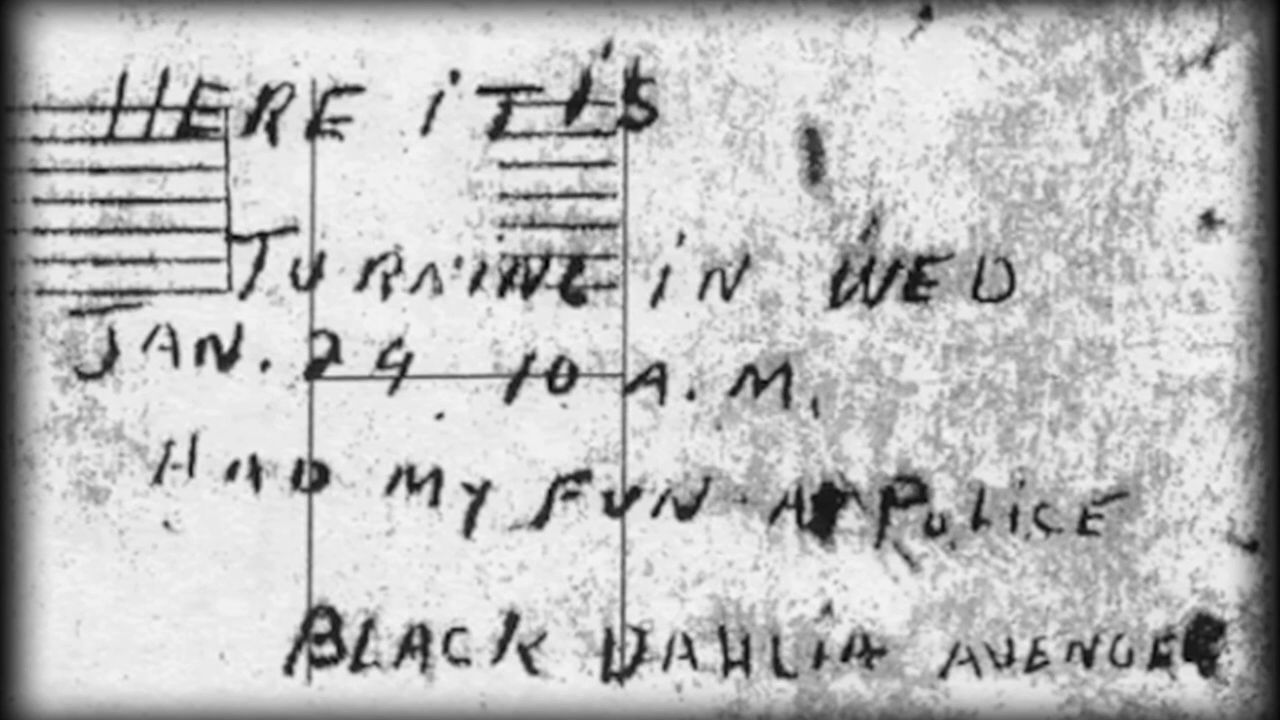 HERE IT IS
TURNING IN WED
JAN. 29 10 A.M.
HAD MY FUN AT POLICE
BLACK DAHLIA AVENGER